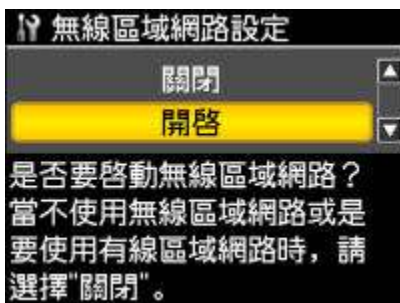 無線區域網路設定
關閉
開啓
是否要啓動無線區域網路？
當不使用無線區域網路或是
要使用有線區域網路時，請
選擇"關閉"。